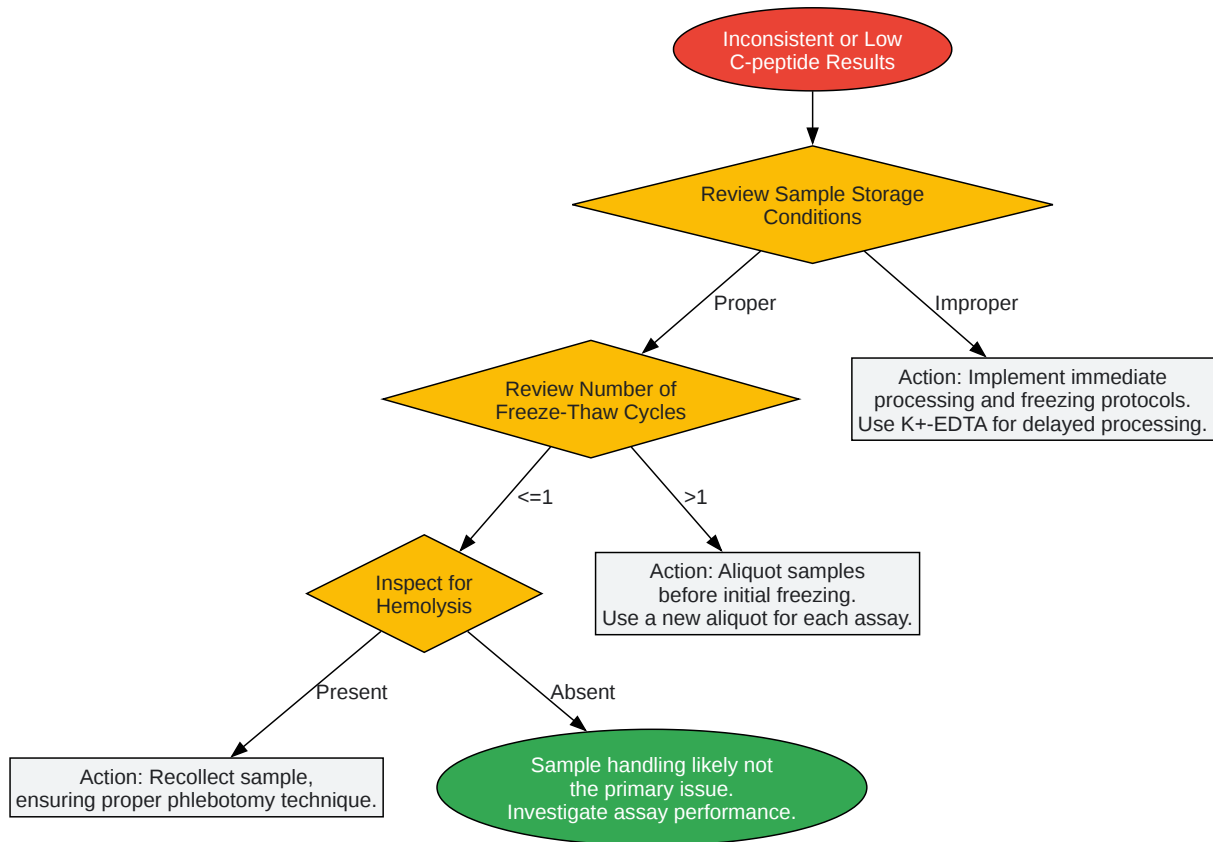 Inconsistent or Low
C-peptide Results
Review Sample Storage
Conditions
Proper
Improper
Review Number of
Freeze-Thaw Cycles
Action: Implement immediate
processing and freezing protocols.
Use K+-EDTA for delayed processing.
<=1
>1
Inspect for
Hemolysis
Action: Aliquot samples
before initial freezing.
Use a new aliquot for each assay.
Present
Absent
Action: Recollect sample,
ensuring proper phlebotomy technique.
Sample handling likely not
the primary issue.
Investigate assay performance.